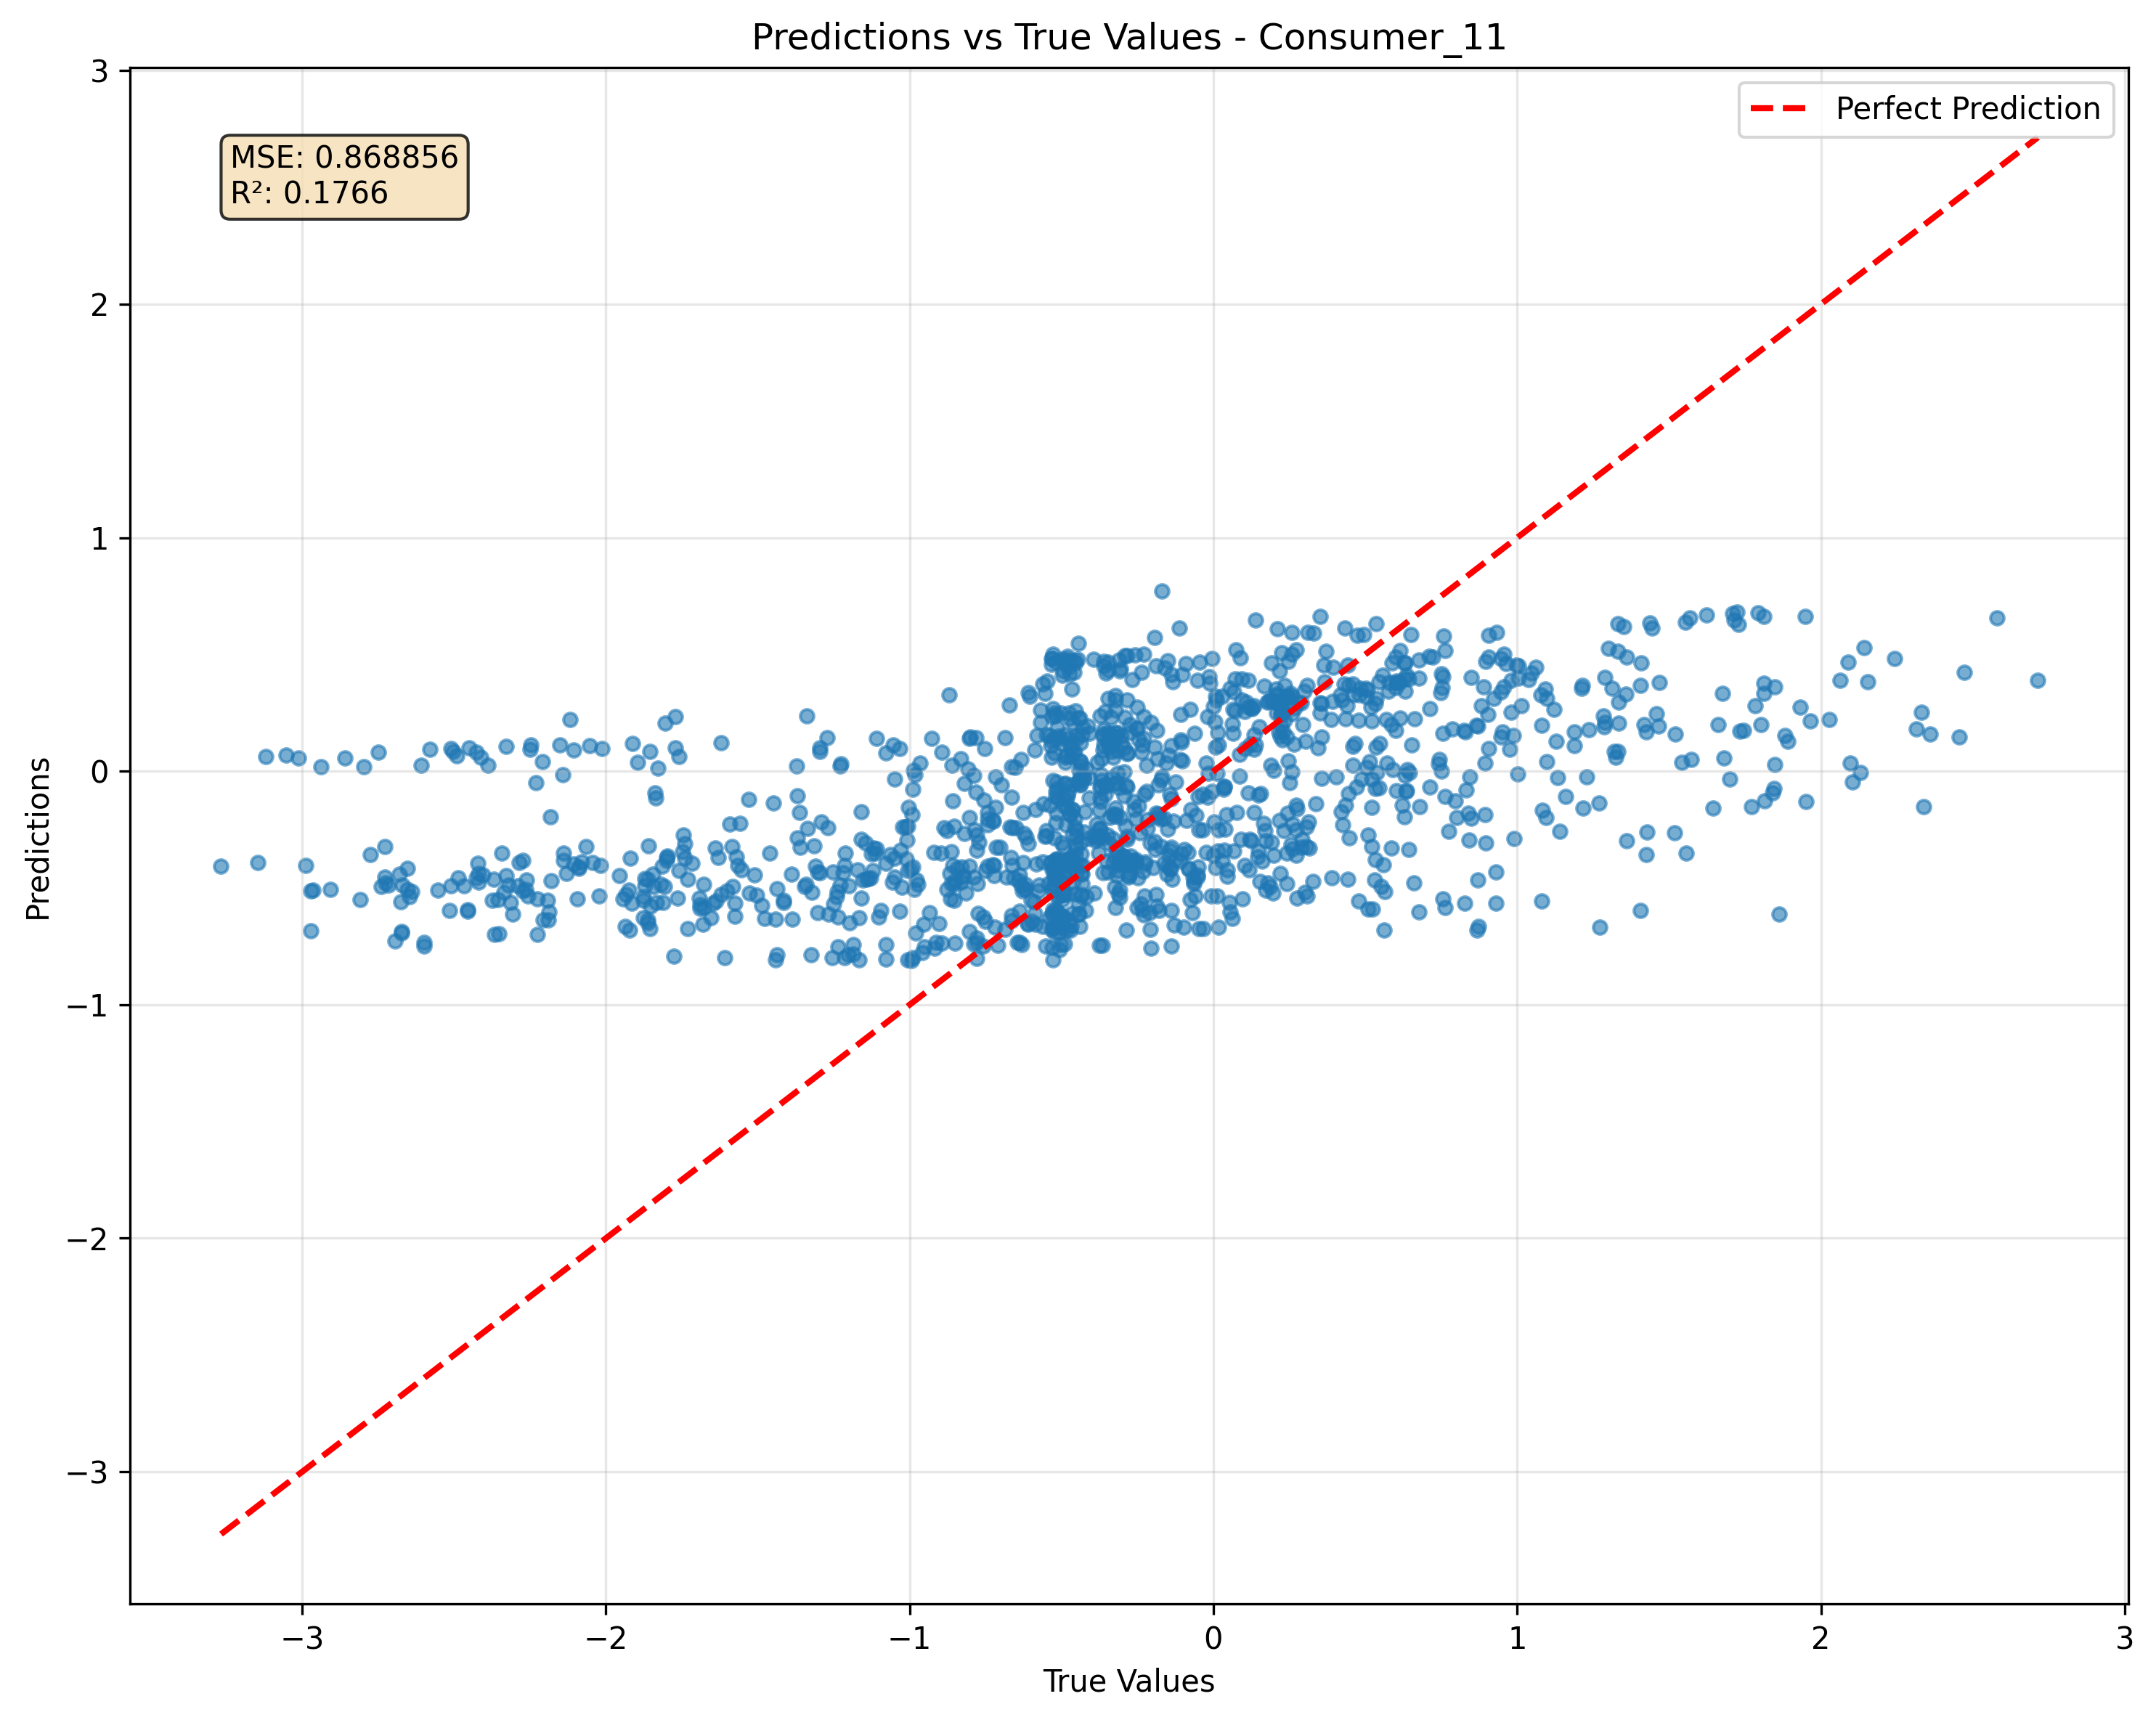 Predictions vs True Values - Consumer_11
Perfect Prediction
MSE: 0.868856
R²: 0.1766
Predictions
3
2
1
0
−1
−2
−3
−3
−2
−1
0
1
2
3
True Values